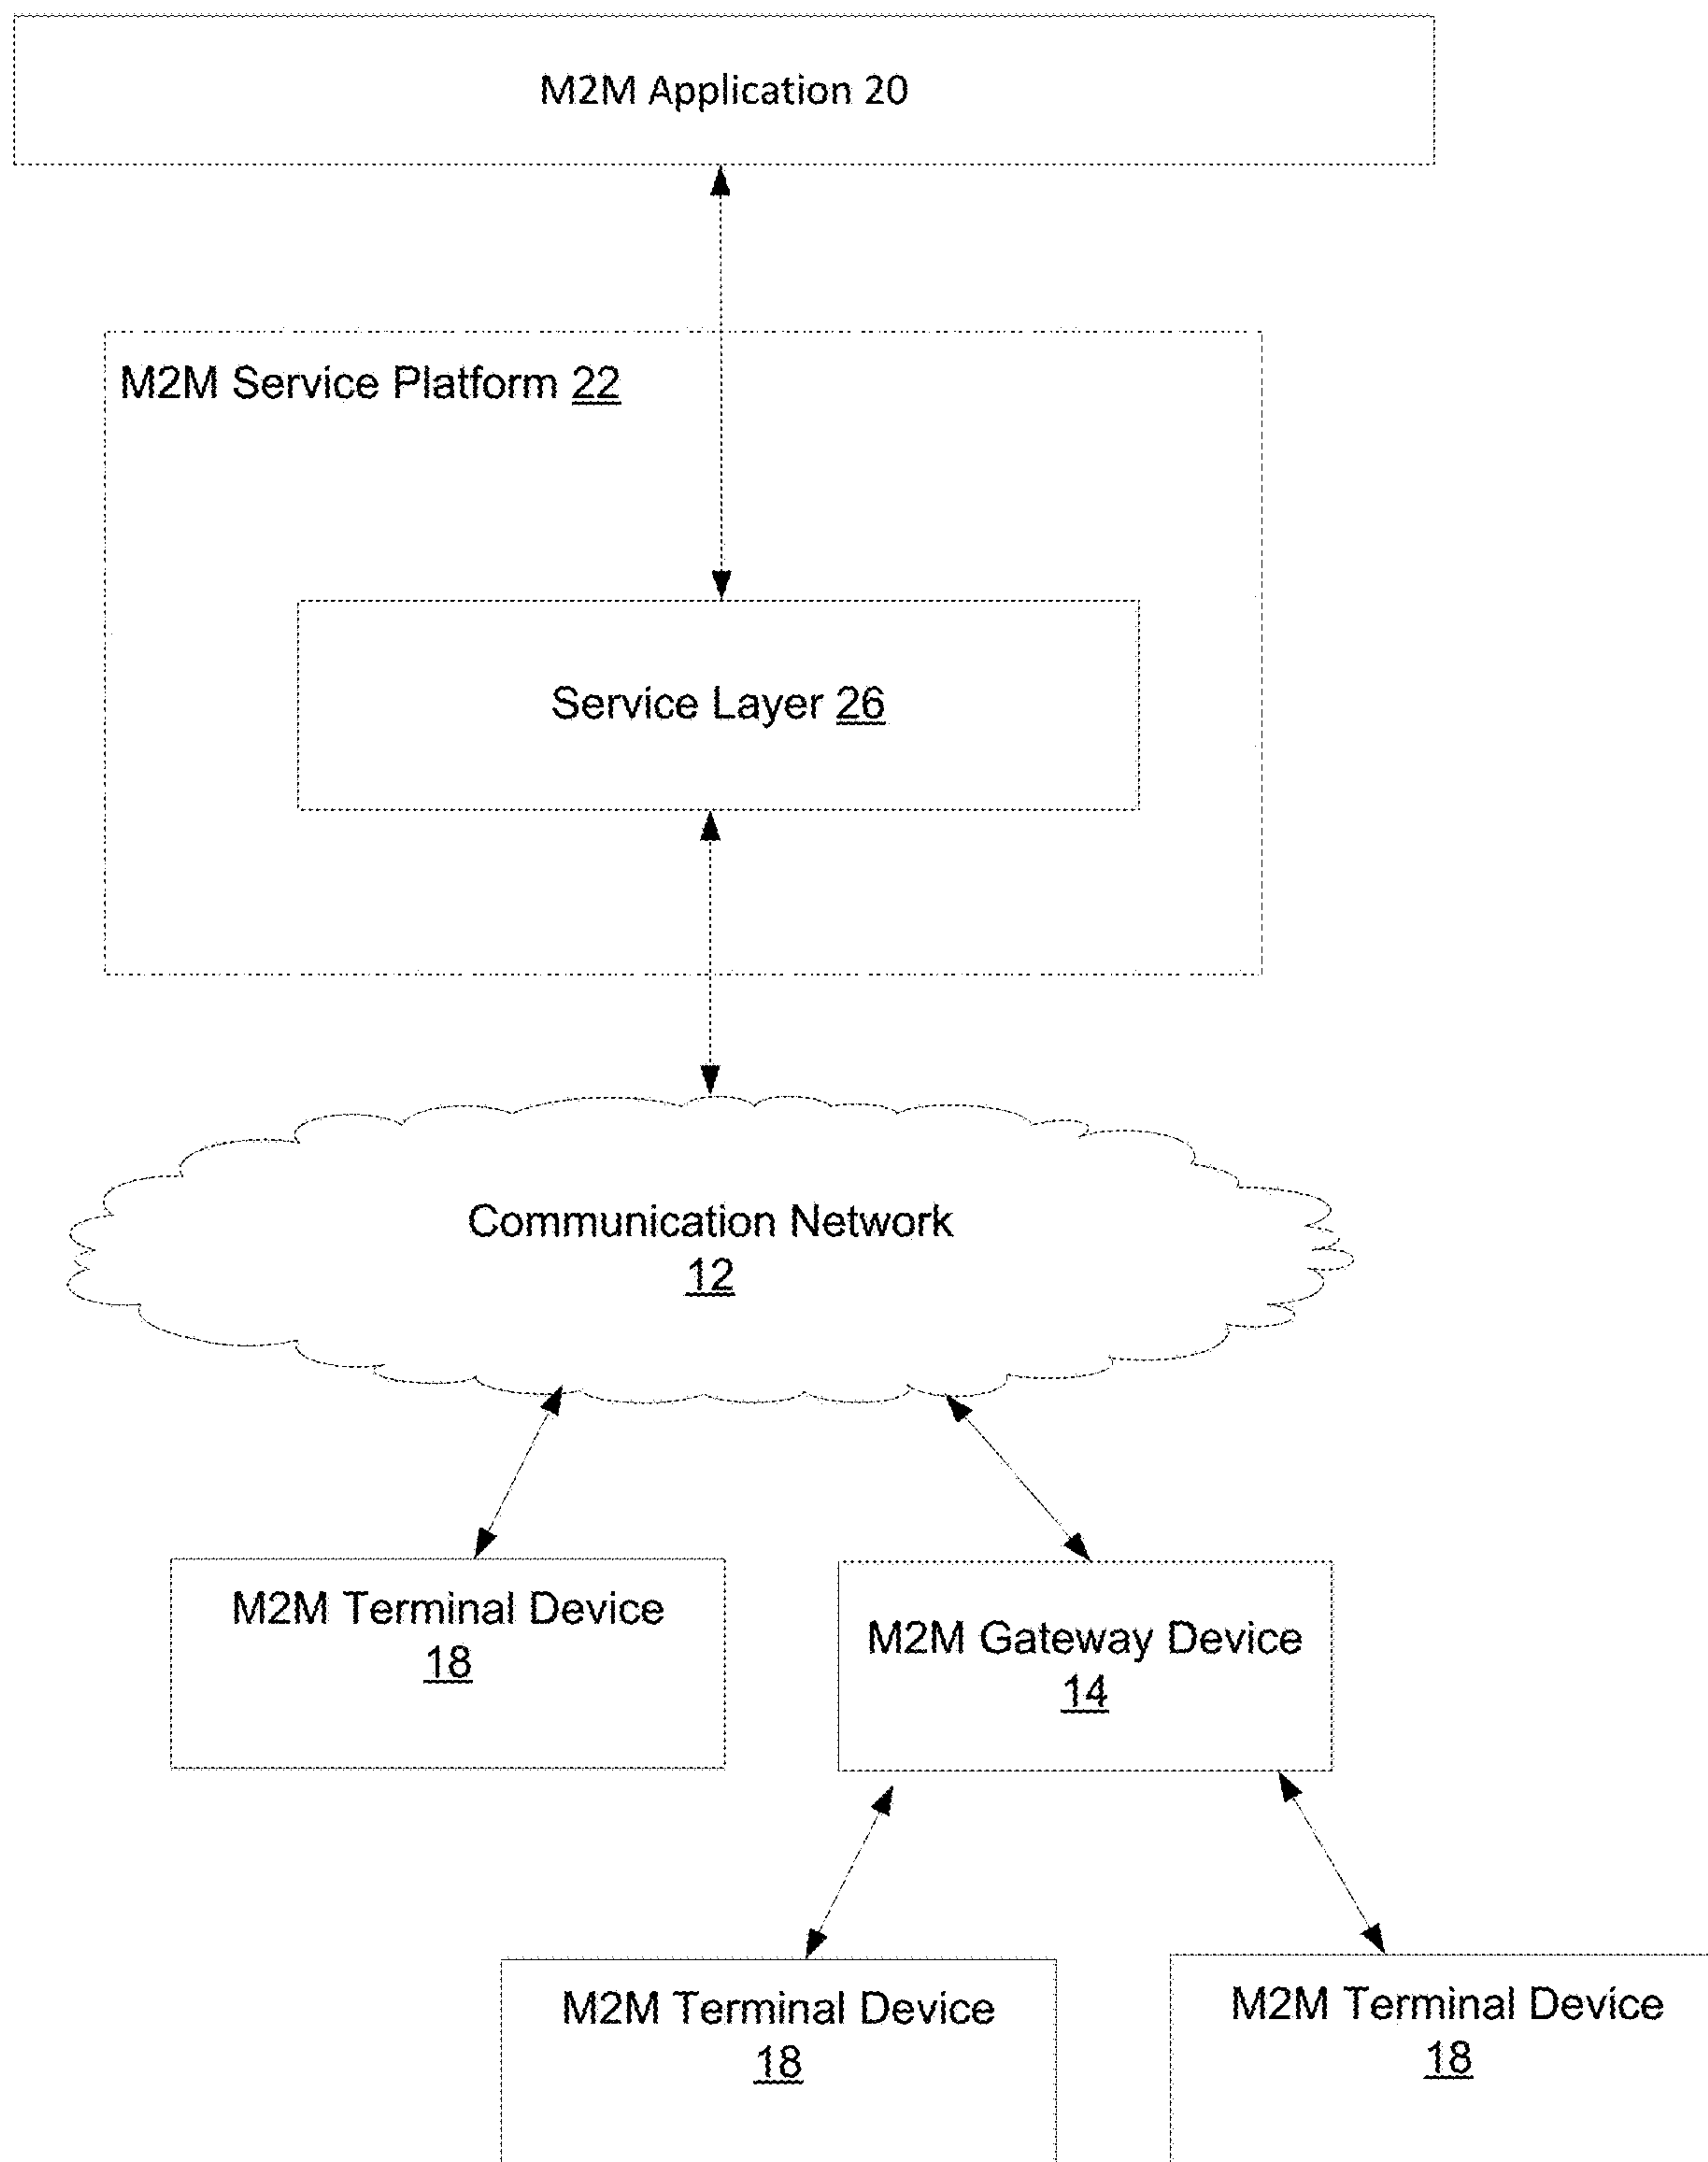 M2M Application 20
M2M Service Platform 22
Service Layer 26
Communication Network
12
M2M Terminal Device
18
M2M Gateway Device
14
M2M Terminal Device
18
M2M Terminal Device
18